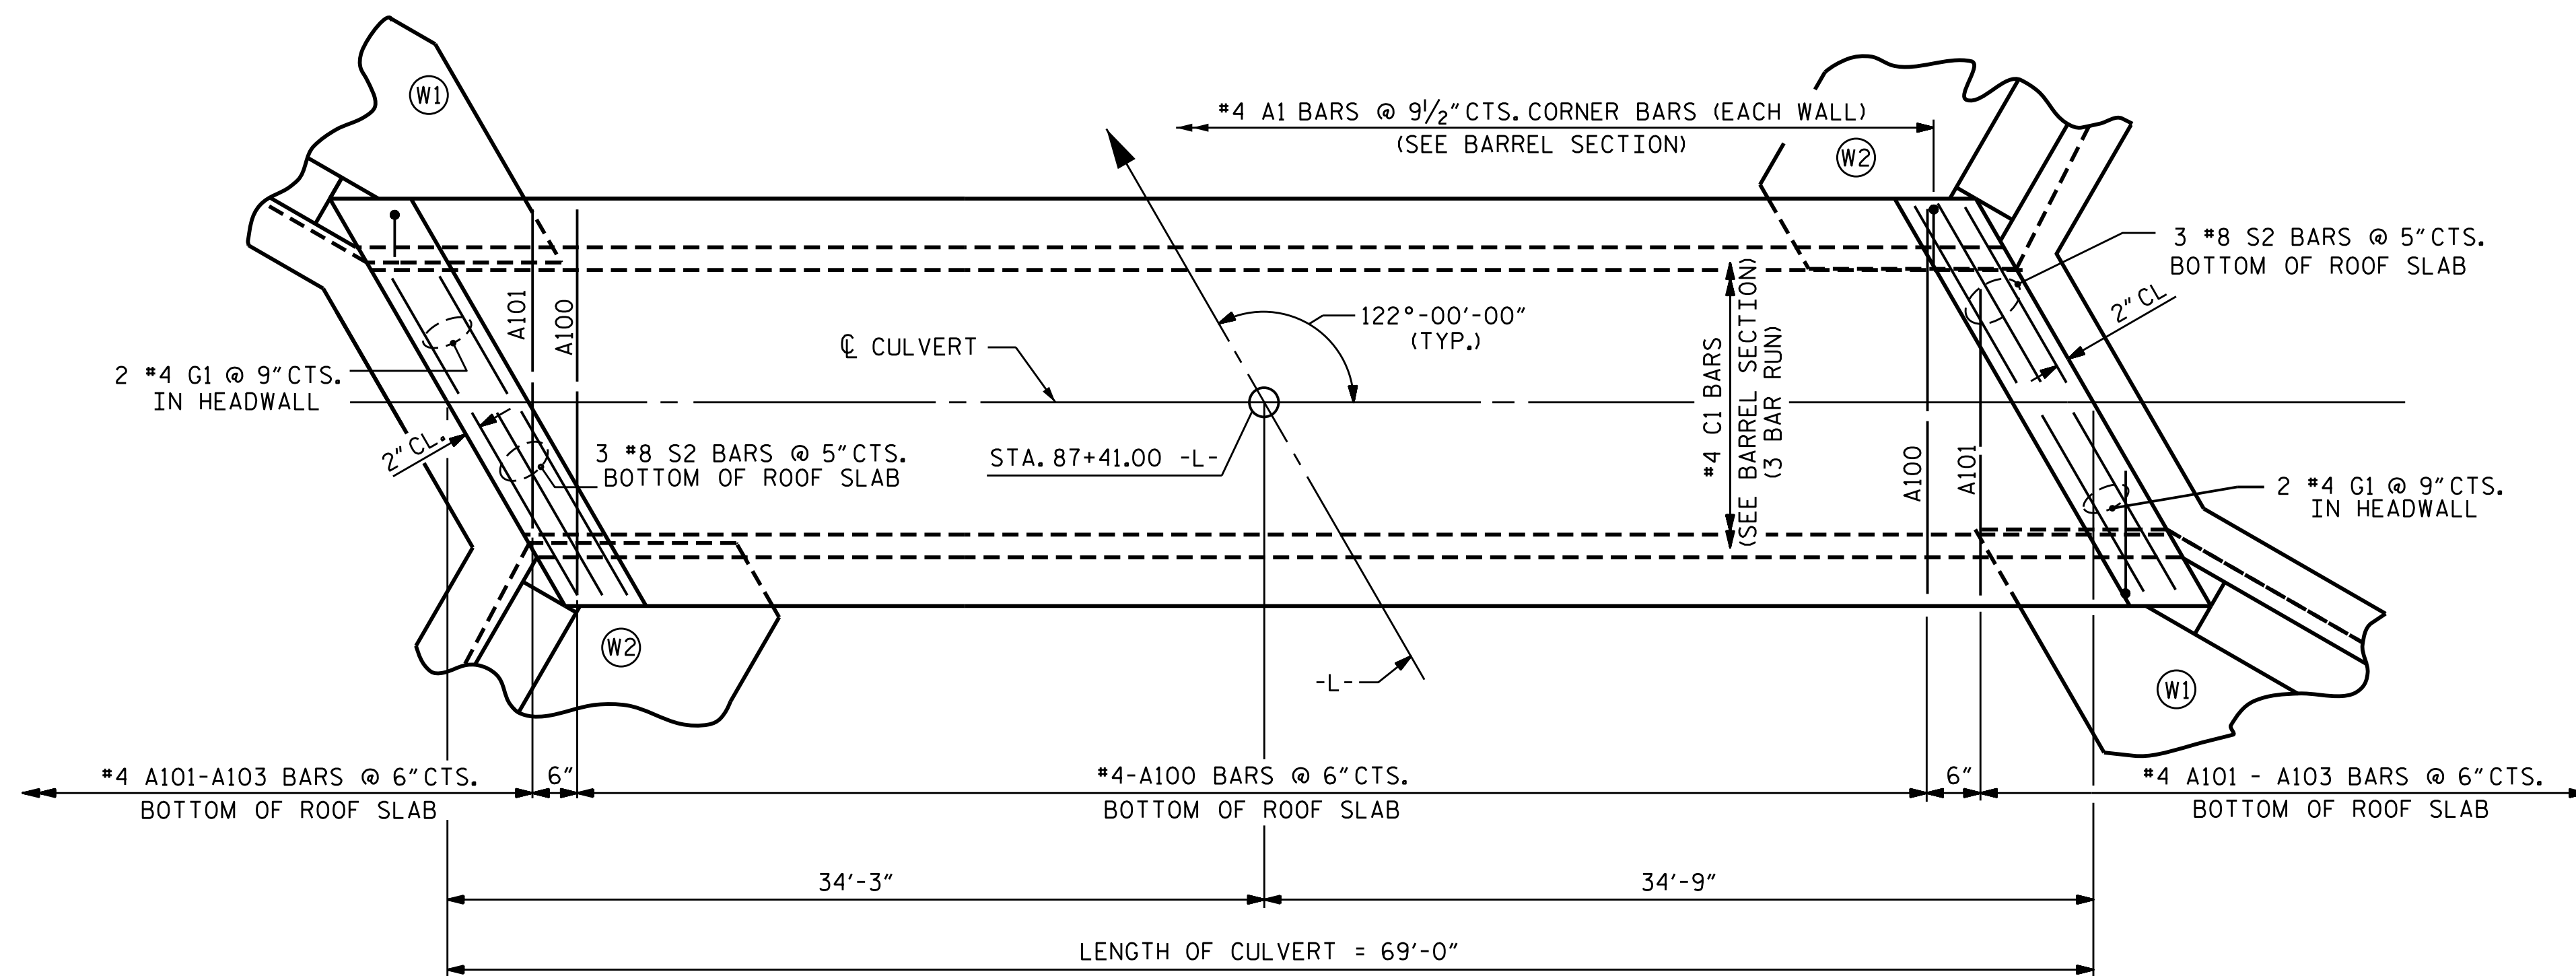 W1
#4 A1 BARS @ 9 1/2" CTS. CORNER BARS (EACH WALL)
(SEE BARREL SECTION)
W2
3 #8 S2 BARS @ 5" CTS.
BOTTOM OF ROOF SLAB
2" CL
A101
A100
122°-00'-00"
(TYP.)
℄ CULVERT
#4 C1 BARS
(SEE BARREL SECTION)
(3 BAR RUN)
2 #4 G1 @ 9" CTS.
IN HEADWALL
2" CL.
3 #8 S2 BARS @ 5" CTS.
BOTTOM OF ROOF SLAB
STA. 87+41.00 -L-
A100
A101
2 #4 G1 @ 9" CTS.
IN HEADWALL
W2
-L-
W1
#4 A101-A103 BARS @ 6" CTS.
BOTTOM OF ROOF SLAB
6"
#4-A100 BARS @ 6" CTS.
BOTTOM OF ROOF SLAB
6"
#4 A101 - A103 BARS @ 6" CTS.
BOTTOM OF ROOF SLAB
34'-3"
34'-9"
LENGTH OF CULVERT = 69'-0"